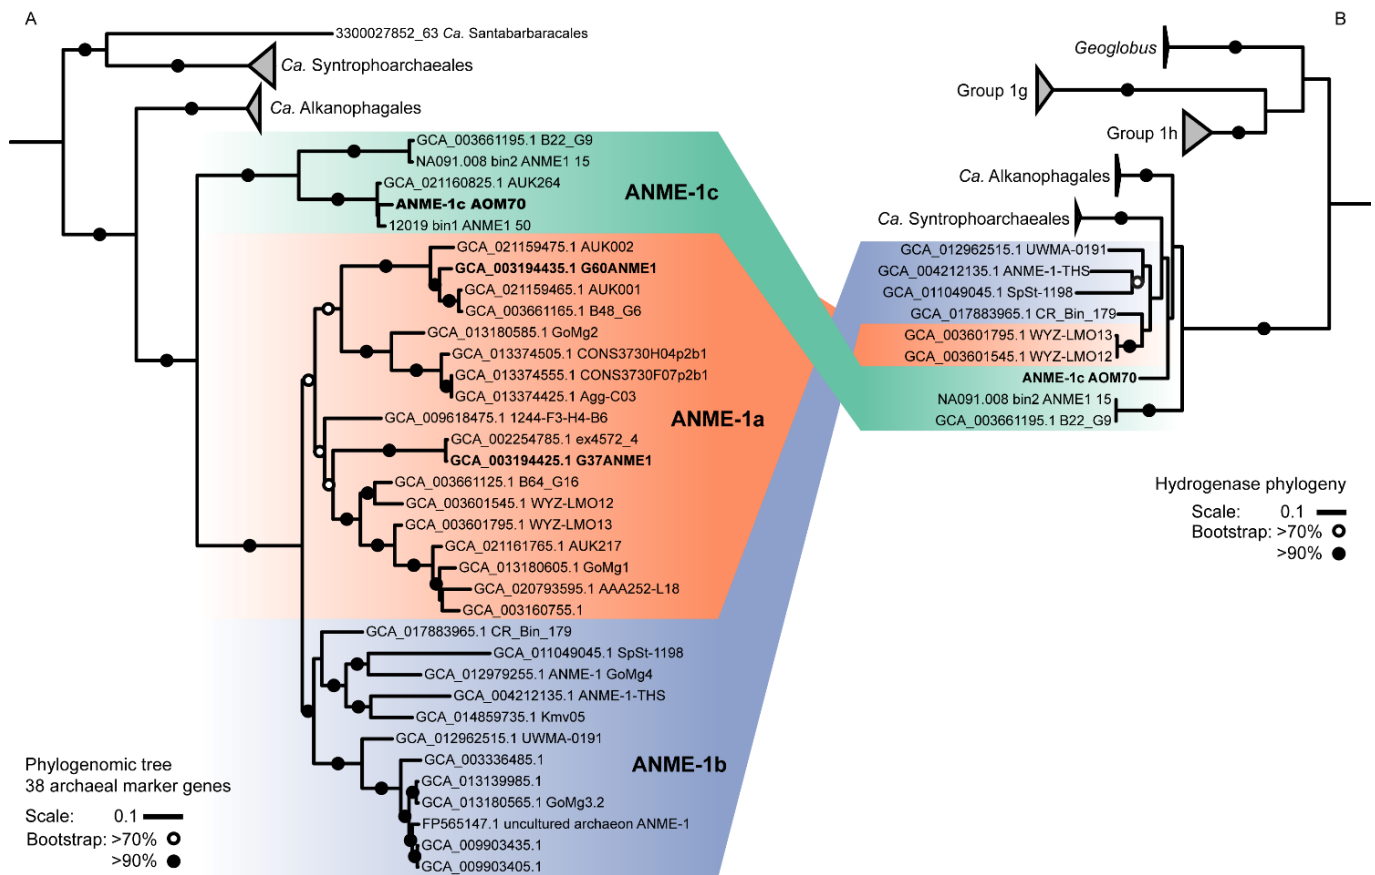 A
3300027852_63 Ca. Santabarbaracales
Ca. Syntrophoarchaeales
Ca. Alkanophagales
GCA_003661195.1 B22_G9
NA091.008 bin2 ANME1 15
GCA_021160825.1 AUK264
ANME-1c AOM70
12019 bin1 ANME1 50
ANME-1c
GCA_021159475.1 AUK002
GCA_003194435.1 G60ANME1
GCA_021159465.1 AUK001
GCA_003661165.1 B48_G6
GCA_013180585.1 GoMg2
GCA_013374505.1 CONS3730H04p2b1
GCA_013374555.1 CONS3730F07p2b1
GCA_013374425.1 Agg-C03
GCA_009618475.1 1244-F3-H4-B6
GCA_002254785.1 ex4572_4
GCA_003194425.1 G37ANME1
GCA_003661125.1 B64_G16
GCA_003601545.1 WYZ-LMO12
GCA_003601795.1 WYZ-LMO13
GCA_021161765.1 AUK217
GCA_013180605.1 GoMg1
GCA_020793595.1 AAA252-L18
GCA_003160755.1
ANME-1a
GCA_017883965.1 CR_Bin_179
GCA_011049045.1 SpSt-1198
GCA_012979255.1 ANME-1 GoMg4
GCA_004212135.1 ANME-1-THS
GCA_014859735.1 Kmv05
GCA_012962515.1 UWMA-0191
GCA_003336485.1
GCA_013139985.1
GCA_013180565.1 GoMg3.2
FP565147.1 uncultured archaeon ANME-1
GCA_009903435.1
GCA_009903405.1
ANME-1b
Phylogenomic tree
38 archaeal marker genes
Scale: 0.1
Bootstrap: >70%
>90%
B
Geoglobus
Group 1g
Group 1h
Ca. Alkanophagales
Ca. Syntrophoarchaeales
GCA_012962515.1 UWMA-0191
GCA_004212135.1 ANME-1-THS
GCA_011049045.1 SpSt-1198
GCA_017883965.1 CR_Bin_179
GCA_003601795.1 WYZ-LMO13
GCA_003601545.1 WYZ-LMO12
ANME-1c AOM70
NA091.008 bin2 ANME1 15
GCA_003661195.1 B22_G9
Hydrogenase phylogeny
Scale: 0.1
Bootstrap: >70%
>90%